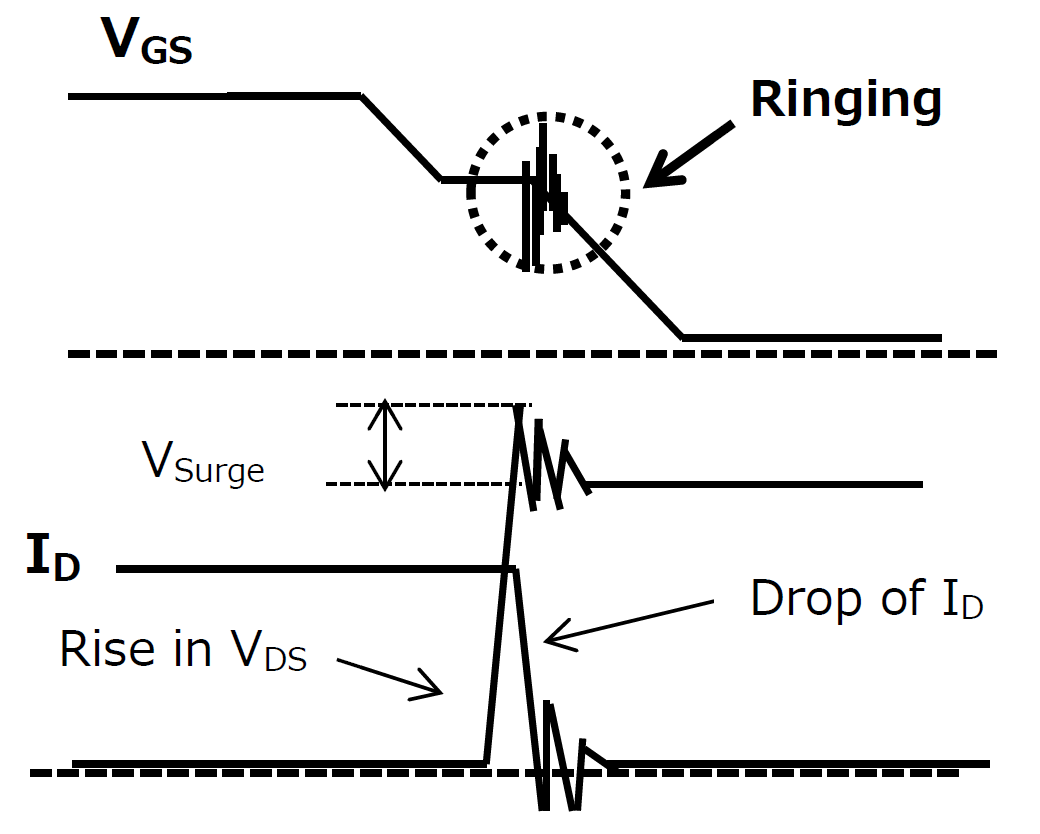 VGS
Ringing
VSurge
ID
Drop of ID
Rise in VDS